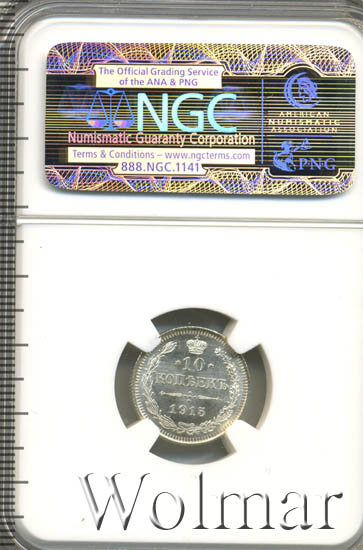 The Official Grading Service
of the ANA & PNG
NGC
Numismatic Guaranty Corporation
Terms & Conditions – www.ngcterms.com
888.NGC.1141
AMERICAN
NUMISMATIC
ASSOCIATION
PNG
10
КОПѢЕКЪ
1915
Wolmar